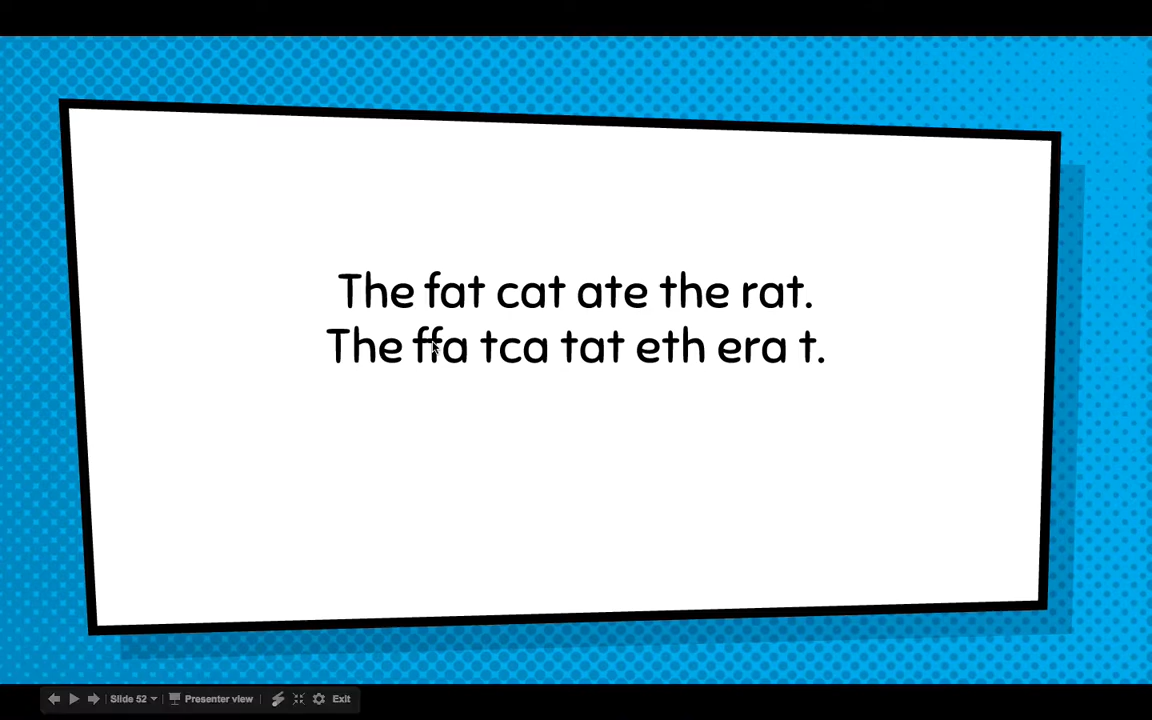 The fat cat ate the rat.
The ffa tca tat eth era t.
Slide 52 Presenter view Exit